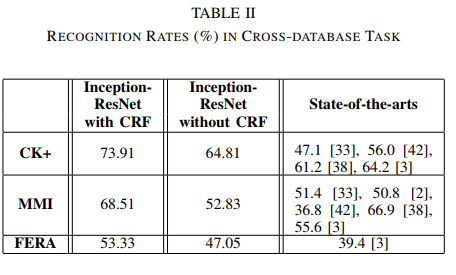 TABLE II
RECOGNITION RATES (%) IN CROSS-DATABASE TASK
Inception-ResNet with CRF Inception-ResNet without CRF State-of-the-arts
CK+ 73.91 64.81 47.1 [33], 56.0 [42], 61.2 [38], 64.2 [3]
MMI 68.51 52.83 51.4 [33], 50.8 [2], 36.8 [42], 66.9 [38], 55.6 [3]
FERA 53.33 47.05 39.4 [3]